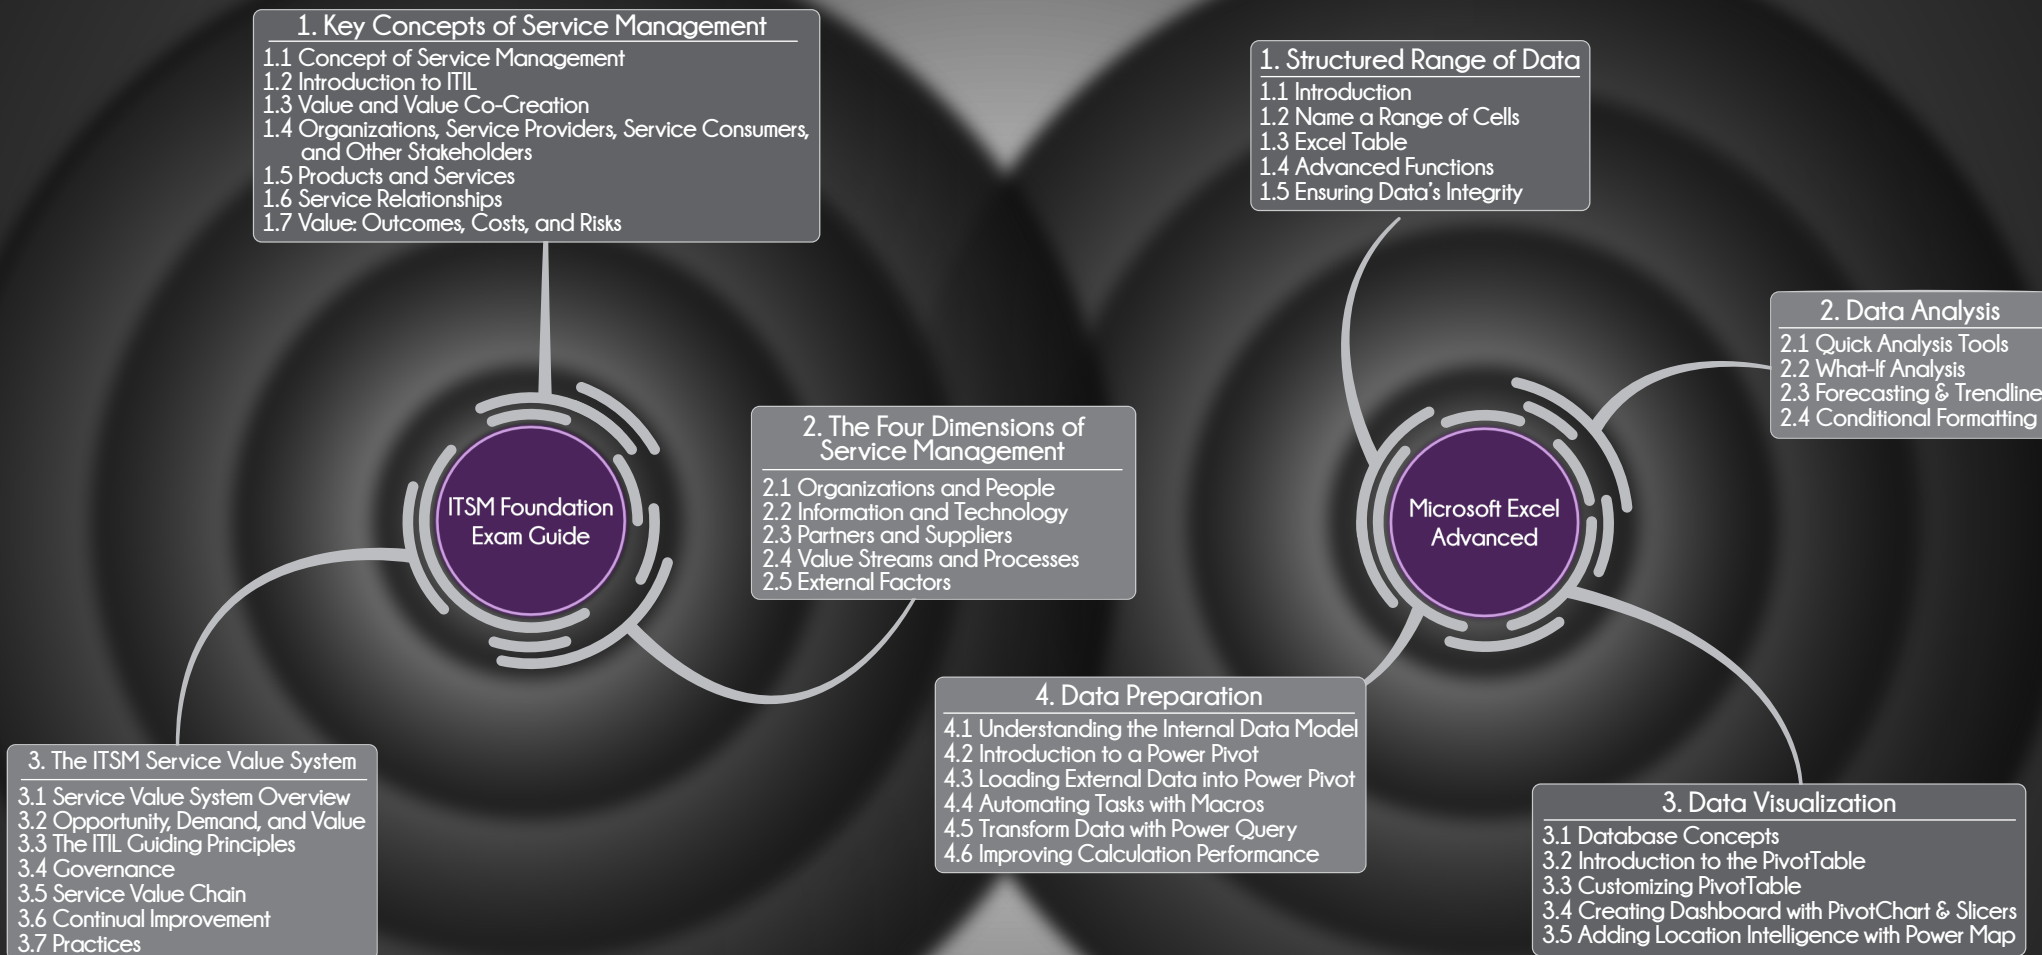 1. Key Concepts of Service Management
1.1 Concept of Service Management
1.2 Introduction to ITIL
1.3 Value and Value Co-Creation
1.4 Organizations, Service Providers, Service Consumers,
and Other Stakeholders
1.5 Products and Services
1.6 Service Relationships
1.7 Value: Outcomes, Costs, and Risks
ITSM Foundation
Exam Guide
2. The Four Dimensions of
Service Management
2.1 Organizations and People
2.2 Information and Technology
2.3 Partners and Suppliers
2.4 Value Streams and Processes
2.5 External Factors
3. The ITSM Service Value System
3.1 Service Value System Overview
3.2 Opportunity, Demand, and Value
3.3 The ITIL Guiding Principles
3.4 Governance
3.5 Service Value Chain
3.6 Continual Improvement
3.7 Practices
1. Structured Range of Data
1.1 Introduction
1.2 Name a Range of Cells
1.3 Excel Table
1.4 Advanced Functions
1.5 Ensuring Data's Integrity
Microsoft Excel
Advanced
2. Data Analysis
2.1 Quick Analysis Tools
2.2 What-If Analysis
2.3 Forecasting & Trendline
2.4 Conditional Formatting
3. Data Visualization
3.1 Database Concepts
3.2 Introduction to the PivotTable
3.3 Customizing PivotTable
3.4 Creating Dashboard with PivotChart & Slicers
3.5 Adding Location Intelligence with Power Map
4. Data Preparation
4.1 Understanding the Internal Data Model
4.2 Introduction to a Power Pivot
4.3 Loading External Data into Power Pivot
4.4 Automating Tasks with Macros
4.5 Transform Data with Power Query
4.6 Improving Calculation Performance